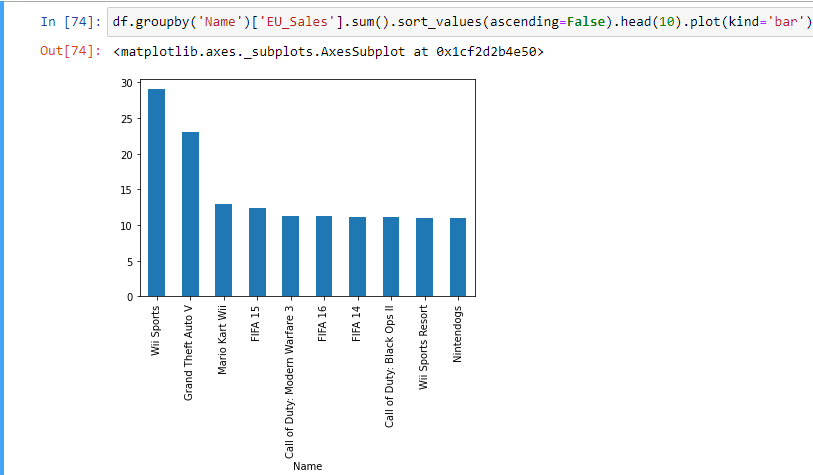 In [74]: df.groupby('Name')['EU_Sales'].sum().sort_values(ascending=False).head(10).plot(kind='bar')
Out[74]: <matplotlib.axes._subplots.AxesSubplot at 0x1cf2d2b4e50>
30
25
20
15
10
5
0
Wii Sports
Grand Theft Auto V
Mario Kart Wii
FIFA 15
Call of Duty: Modern Warfare 3
FIFA 16
FIFA 14
Call of Duty: Black Ops II
Wii Sports Resort
Nintendogs
Name